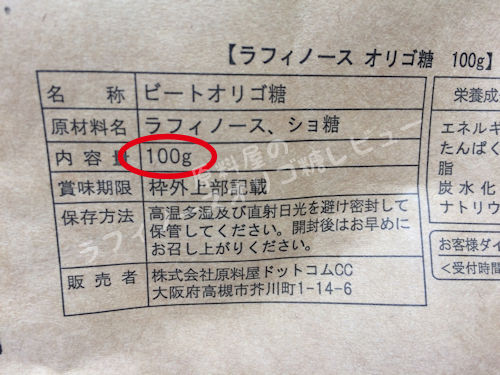 【ラフィノース オリゴ糖 100g】
名称 ビートオリゴ糖
原材料名 ラフィノース、ショ糖
内容量 100g
賞味期限 枠外上部記載
保存方法 高温多湿及び直射日光を避け密封して
保管してください。開封後はお早めに
お召し上がりください。
販売者 株式会社原料屋ドットコムCC
大阪府高槻市芥川町1-14-6
栄養成分
エネルギ
たんぱく
脂
炭水化
ナトリウ
お客様ダイ
<受付時間
原料屋の
ラフィノースオリゴ糖レビュー